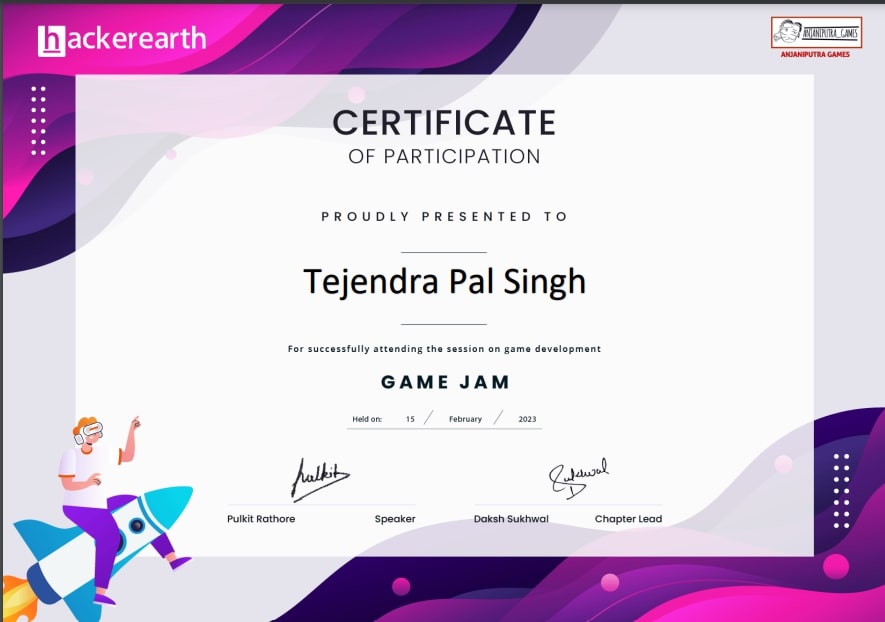 hackerearth
ANJANIPUTRA_GAMES
ANJANIPUTRA GAMES
CERTIFICATE
OF PARTICIPATION
PROUDLY PRESENTED TO
Tejendra Pal Singh
For successfully attending the session on game development
GAME JAM
Held on: 15 / February / 2023
Pulkit
Sukhwal
Pulkit Rathore Speaker Daksh Sukhwal Chapter Lead